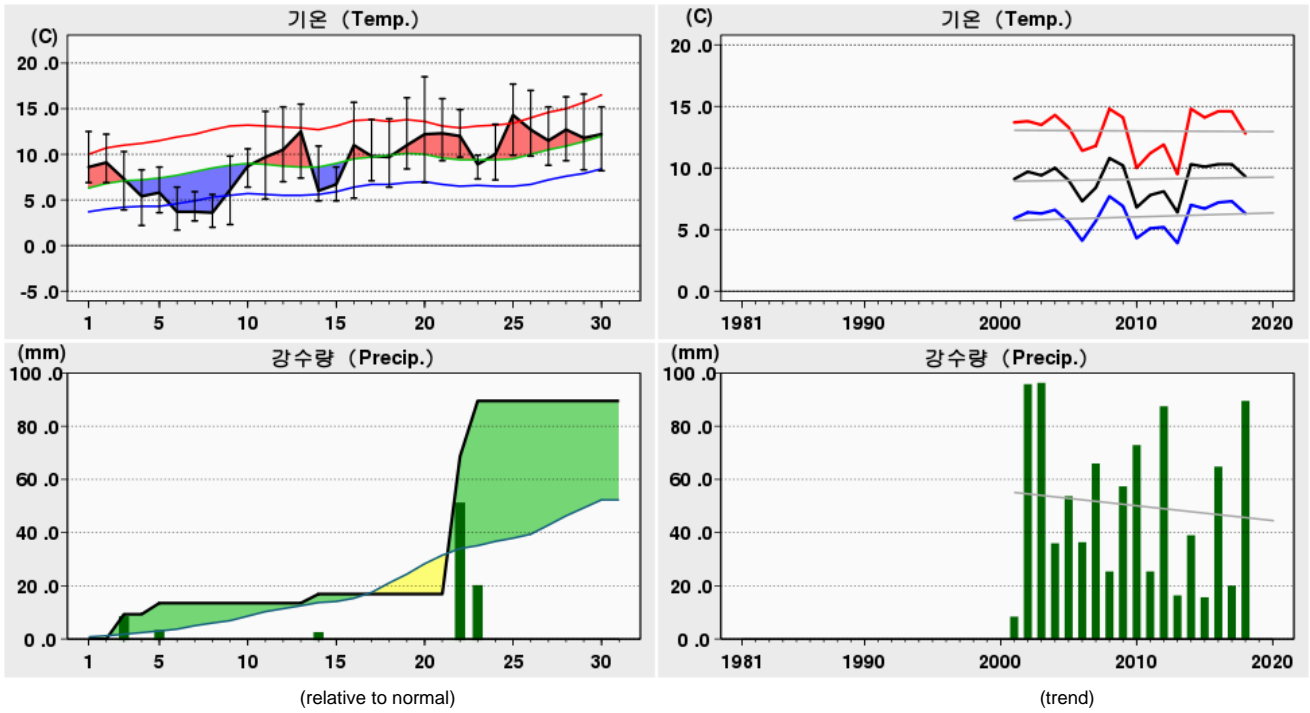 기온 (Temp.)
(C)
20 .0
15 .0
10 .0
5 .0
0 .0
-5 .0
1 5 10 15 20 25 30
기온 (Temp.)
(C)
20 .0
15 .0
10 .0
5 .0
0 .0
1981 1990 2000 2010 2020
강수량 (Precip.)
(mm)
100 .0
80 .0
60 .0
40 .0
20 .0
0 .0
1 5 10 15 20 25 30
(relative to normal)
강수량 (Precip.)
(mm)
100 .0
80 .0
60 .0
40 .0
20 .0
0 .0
1981 1990 2000 2010 2020
(trend)